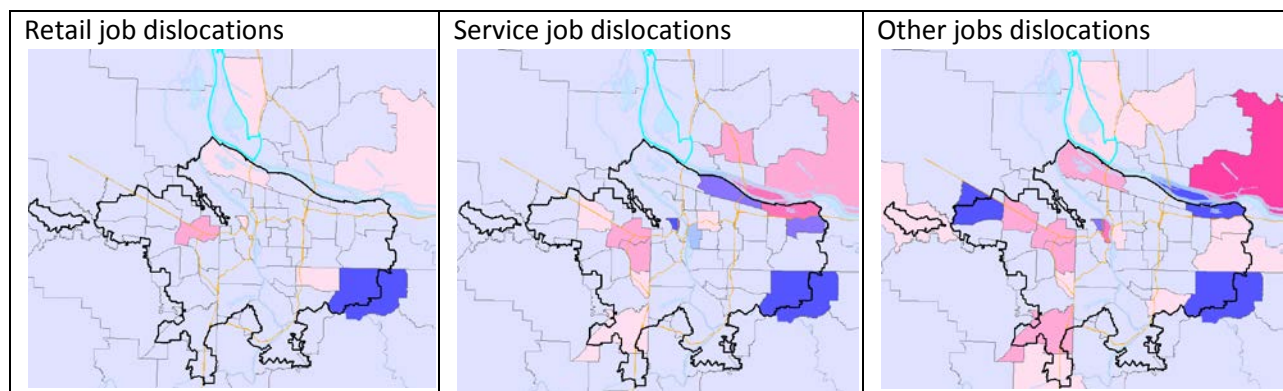 Retail job dislocations
Service job dislocations
Other jobs dislocations